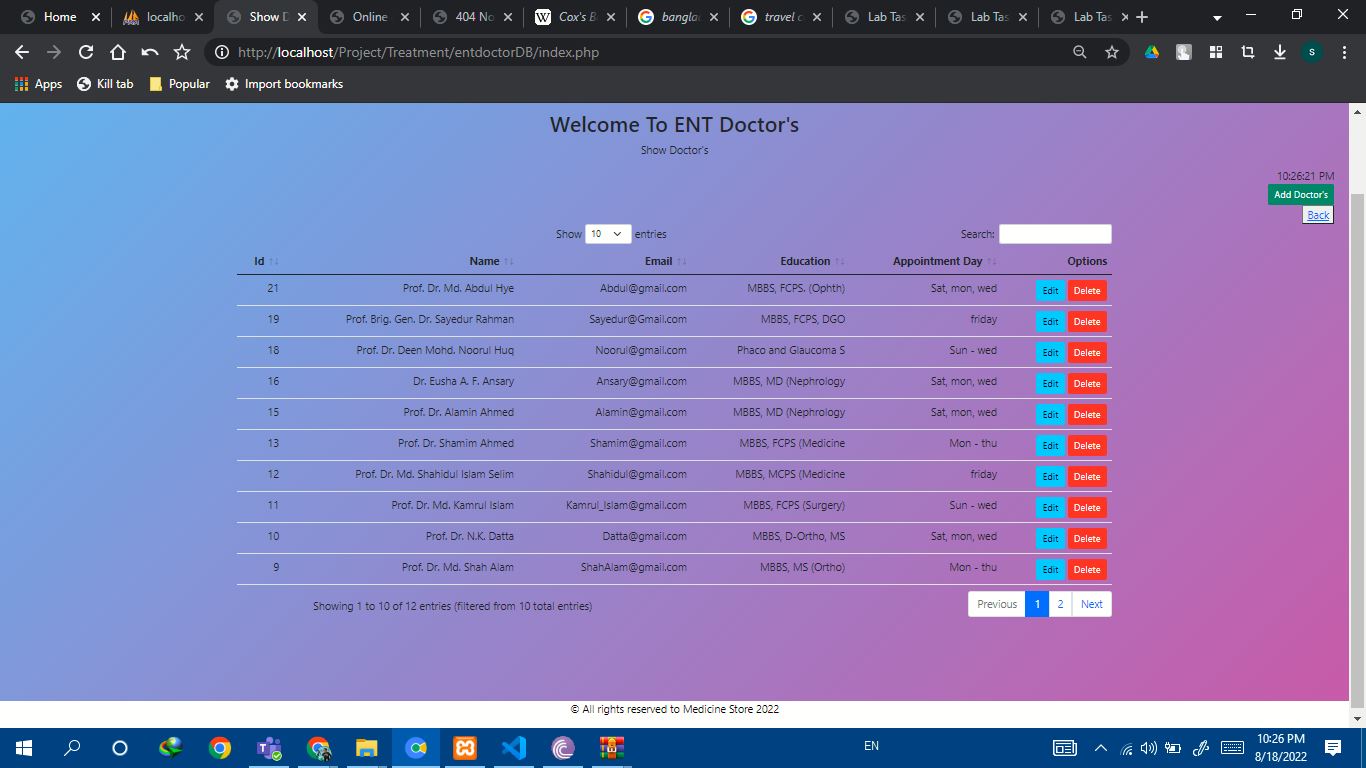 Home
localho
Show D
Online
404 No
Cox's B
bangla
travel c
Lab Tas
Lab Tas
Lab Tas
http://localhost/Project/Treatment/entdoctorDB/index.php
S
Apps Kill tab Popular Import bookmarks
Welcome To ENT Doctor's
Show Doctor's
10:26:21 PM
Add Doctor's
Back
Show 10 entries Search:
Id Name Email Education Appointment Day Options
21 Prof. Dr. Md. Abdul Hye Abdul@gmail.com MBBS, FCPS. (Ophth) Sat, mon, wed Edit Delete
19 Prof. Brig. Gen. Dr. Sayedur Rahman Sayedur@Gmail.com MBBS, FCPS, DGO friday Edit Delete
18 Prof. Dr. Deen Mohd. Noorul Huq Noorul@gmail.com Phaco and Glaucoma S Sun - wed Edit Delete
16 Dr. Eusha A. F. Ansary Ansary@gmail.com MBBS, MD (Nephrology Sat, mon, wed Edit Delete
15 Prof. Dr. Alamin Ahmed Alamin@gmail.com MBBS, MD (Nephrology Sat, mon, wed Edit Delete
13 Prof. Dr. Shamim Ahmed Shamim@gmail.com MBBS, FCPS (Medicine Mon - thu Edit Delete
12 Prof. Dr. Md. Shahidul Islam Selim Shahidul@gmail.com MBBS, MCPS (Medicine friday Edit Delete
11 Prof. Dr. Md. Kamrul Islam Kamrul_Islam@gmail.com MBBS, FCPS (Surgery) Sun - wed Edit Delete
10 Prof. Dr. N.K. Datta Datta@gmail.com MBBS, D-Ortho, MS Sat, mon, wed Edit Delete
9 Prof. Dr. Md. Shah Alam ShahAlam@gmail.com MBBS, MS (Ortho) Mon - thu Edit Delete
Showing 1 to 10 of 12 entries (filtered from 10 total entries) Previous 1 2 Next
© All rights reserved to Medicine Store 2022
EN
10:26 PM
8/18/2022